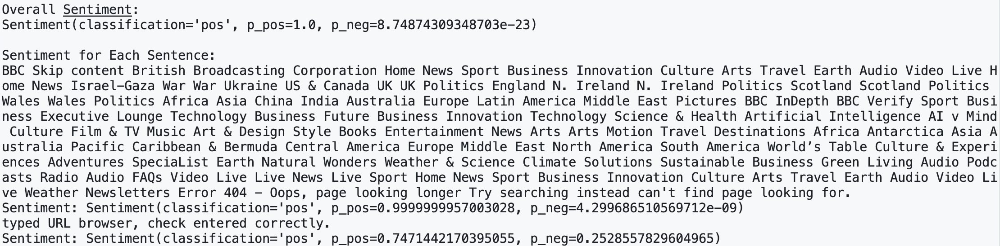 Overall Sentiment:
Sentiment(classification='pos', p_pos=1.0, p_neg=8.74874309348703e-23)
Sentiment for Each Sentence:
BBC Skip content British Broadcasting Corporation Home News Sport Business Innovation Culture Arts Travel Earth Audio Video Live H
ome News Israel-Gaza War War Ukraine US & Canada UK UK Politics England N. Ireland N. Ireland Politics Scotland Scotland Politics
Wales Wales Politics Africa Asia China India Australia Europe Latin America Middle East Pictures BBC InDepth BBC Verify Sport Busi
ness Executive Lounge Technology Business Future Business Innovation Technology Science & Health Artificial Intelligence AI v Mind
 Culture Film & TV Music Art & Design Style Books Entertainment News Arts Arts Motion Travel Destinations Africa Antarctica Asia A
ustralia Pacific Caribbean & Bermuda Central America Europe Middle East North America South America World’s Table Culture & Experi
ences Adventures SpeciaList Earth Natural Wonders Weather & Science Climate Solutions Sustainable Business Green Living Audio Podc
asts Radio Audio FAQs Video Live Live News Live Sport Home News Sport Business Innovation Culture Arts Travel Earth Audio Video Li
ve Weather Newsletters Error 404 – Oops, page looking longer Try searching instead can't find page looking for.
Sentiment: Sentiment(classification='pos', p_pos=0.9999999957003028, p_neg=4.299686510569712e-09)
typed URL browser, check entered correctly.
Sentiment: Sentiment(classification='pos', p_pos=0.7471442170395055, p_neg=0.2528557829604965)